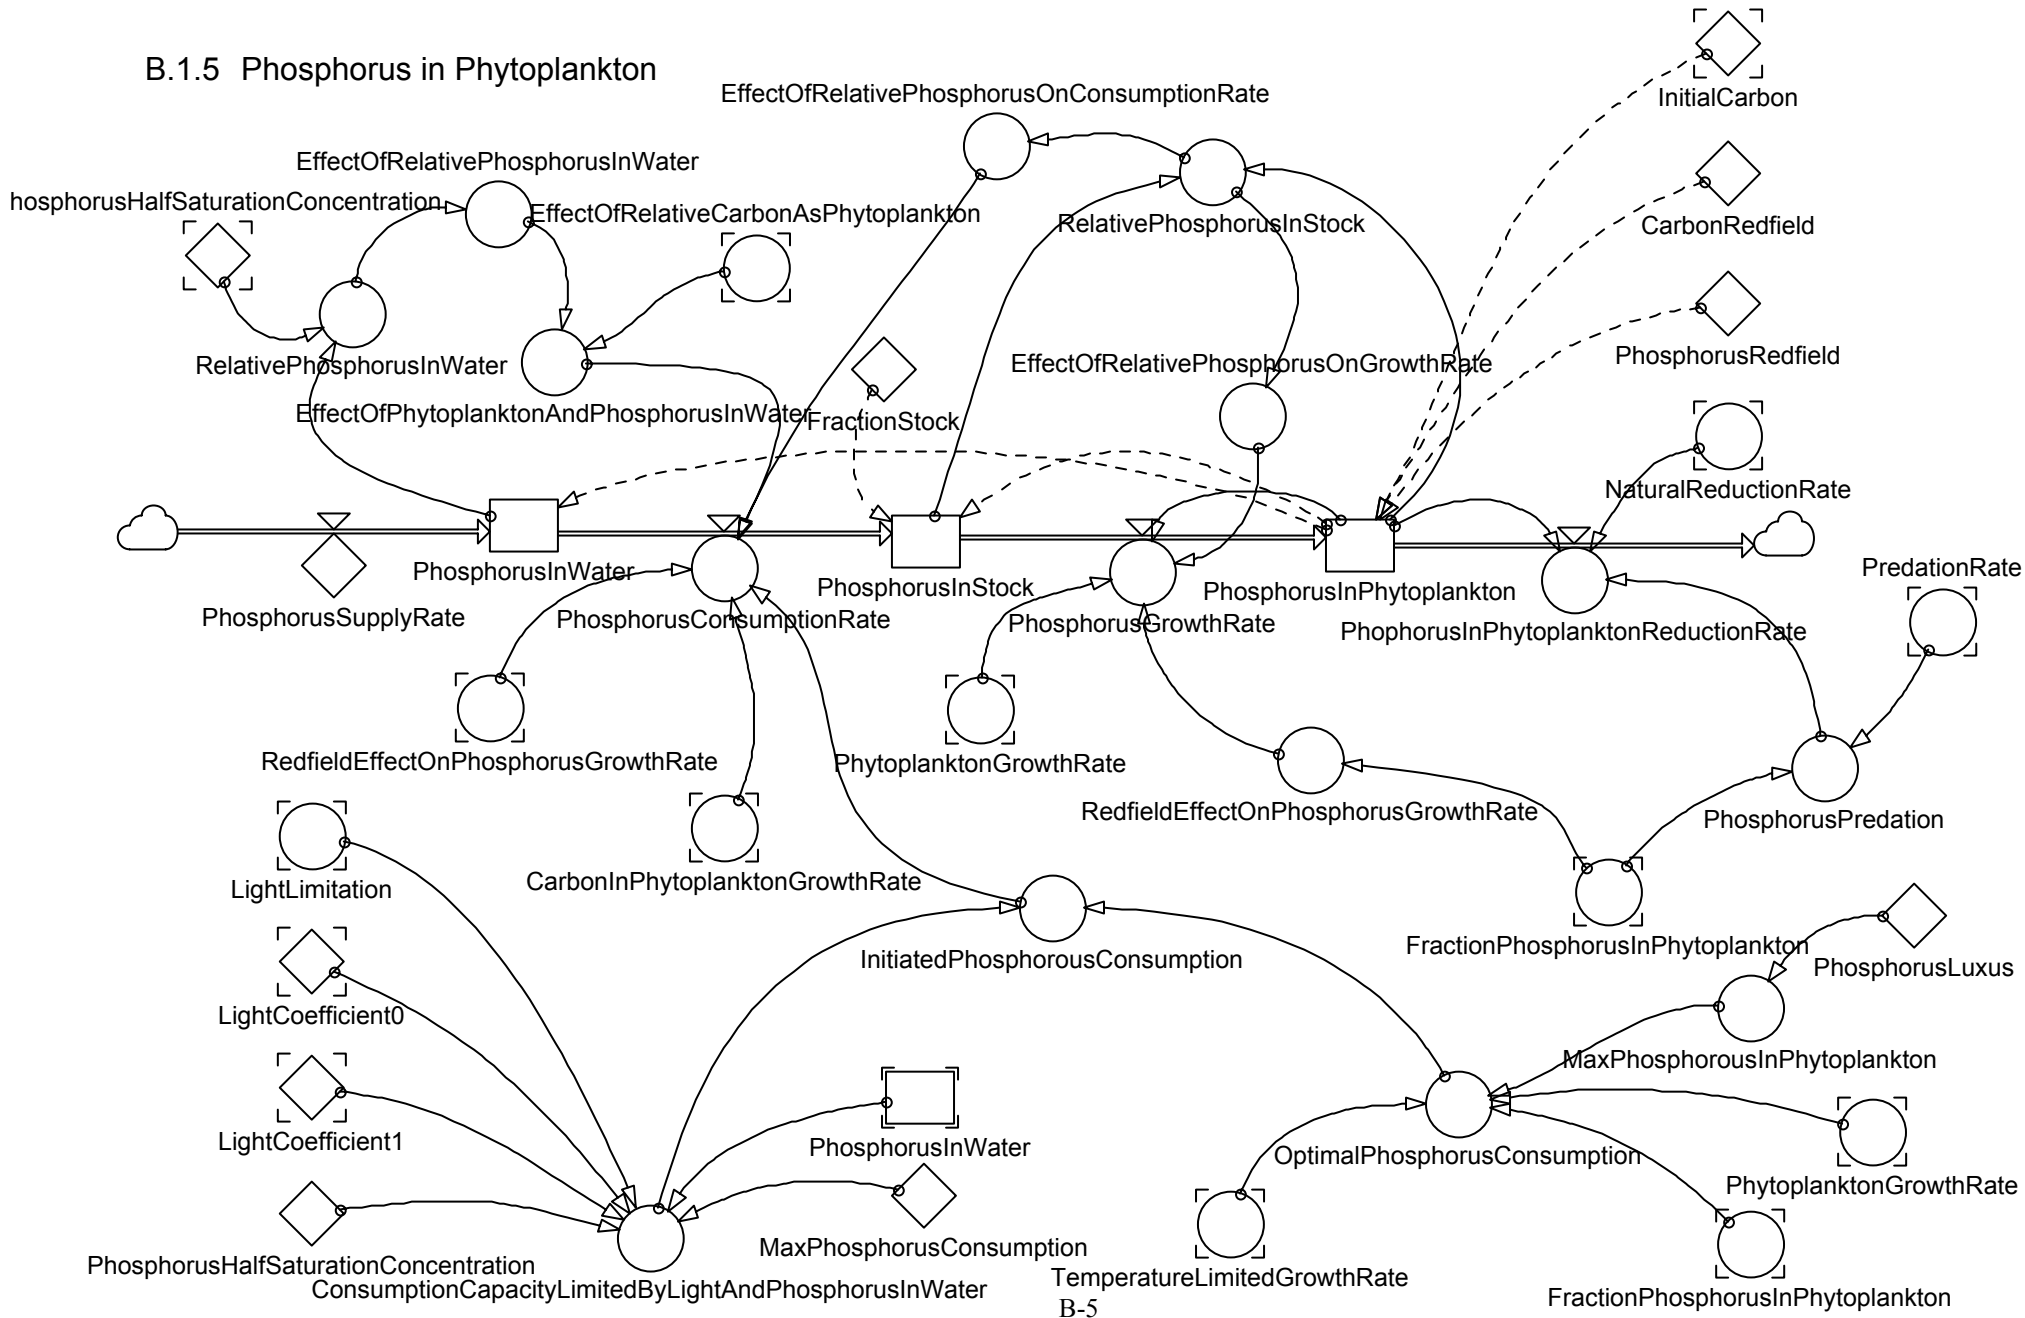 B.1.5 Phosphorus in Phytoplankton
EffectOfRelativePhosphorusOnConsumptionRate
InitialCarbon
EffectOfRelativePhosphorusInWater
hosphorusHalfSaturationConcentration
EffectOfRelativeCarbonAsPhytoplankton
RelativePhosphorusInStock
CarbonRedfield
RelativePhosphorusInWater
EffectOfRelativePhosphorusOnGrowthRate
PhosphorusRedfield
EffectOfPhytoplanktonAndPhosphorusInWater
FractionStock
NaturalReductionRate
PhosphorusInWater
PhosphorusInStock
PhosphorusInPhytoplankton
PredationRate
PhosphorusSupplyRate
PhosphorusConsumptionRate
PhosphorusGrowthRate
PhophorusInPhytoplanktonReductionRate
RedfieldEffectOnPhosphorusGrowthRate
PhytoplanktonGrowthRate
RedfieldEffectOnPhosphorusGrowthRate
PhosphorusPredation
LightLimitation
CarbonInPhytoplanktonGrowthRate
InitiatedPhosphorousConsumption
FractionPhosphorusInPhytoplankton
PhosphorusLuxus
LightCoefficient0
MaxPhosphorousInPhytoplankton
LightCoefficient1
PhosphorusInWater
OptimalPhosphorusConsumption
PhytoplanktonGrowthRate
PhosphorusHalfSaturationConcentration
MaxPhosphorusConsumption
TemperatureLimitedGrowthRate
ConsumptionCapacityLimitedByLightAndPhosphorusInWater
FractionPhosphorusInPhytoplankton
B-5